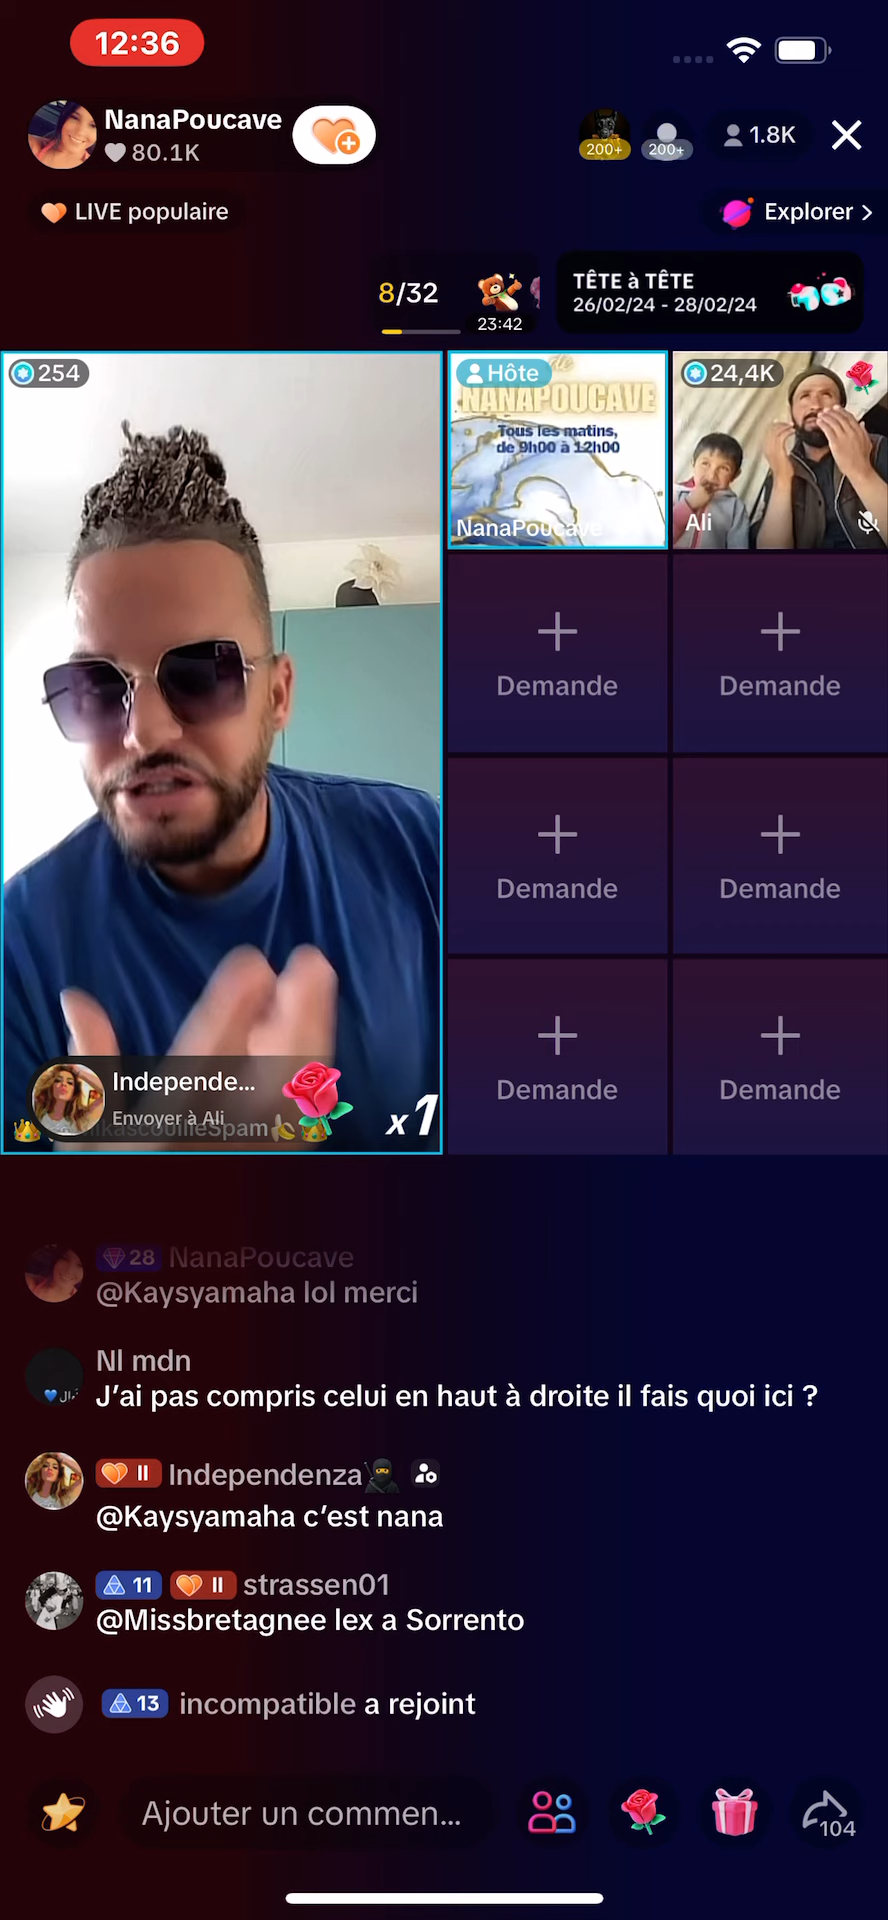 12:36
NanaPoucave
80.1K
200+
200+
1.8K
LIVE populaire
Explorer
8/32
23:42
TÊTE à TÊTE
26/02/24 - 28/02/24
254
Hôte
de
NANAPOUCAVE
Tous les matins,
de 9h00 à 12h00
NanaPoucave
24,4K
Ali
Demande
Demande
Demande
Demande
Demande
Demande
Independe...
Envoyer à Ali
x1
28 NanaPoucave
@Kaysyamaha lol merci
Nl mdn
J’ai pas compris celui en haut à droite il fais quoi ici ?
II Independenza
@Kaysyamaha c’est nana
11 II strassen01
@Missbretagnee lex a Sorrento
13 incompatible a rejoint
Ajouter un commen...
104